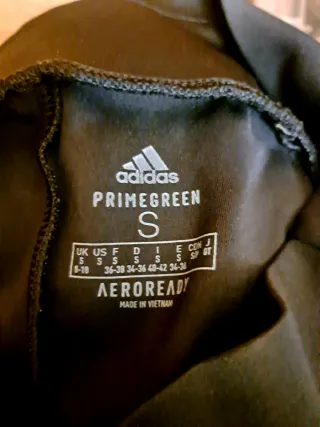 adidas
PRIMEGREEN
S
UK US F D I E CON J
S S S S S S S/P OT
8-10 36-38 34-36 40-42 34-36
AEROREADY
MADE IN VIETNAM